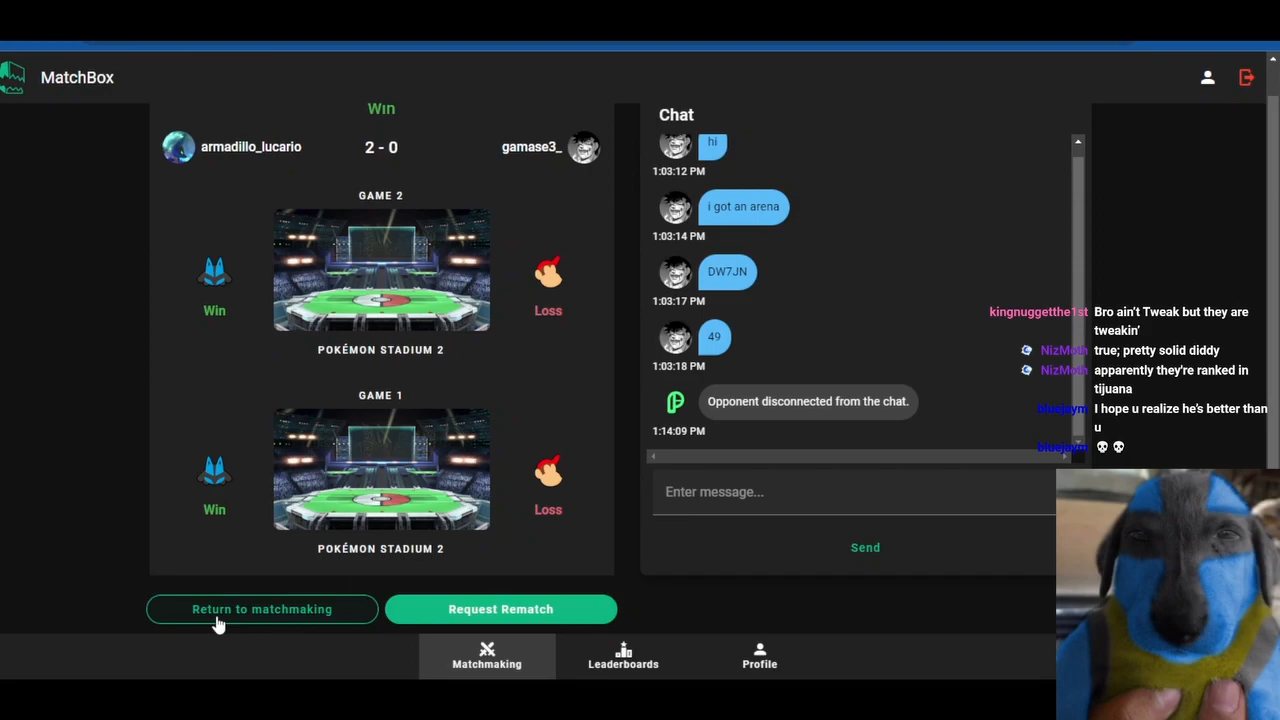 MatchBox
Win
armadillo_lucario
2 - 0
gamase3_
GAME 2
Win
Loss
POKÉMON STADIUM 2
GAME 1
Win
Loss
POKÉMON STADIUM 2
Return to matchmaking
Request Rematch
Chat
hi
1:03:12 PM
i got an arena
1:03:14 PM
DW7JN
1:03:17 PM
49
1:03:18 PM
Opponent disconnected from the chat.
1:14:09 PM
Enter message...
Send
kingnuggetthe1st Bro ain't Tweak but they are
tweakin'
NizMoth true; pretty solid diddy
NizMoth apparently they're ranked in
tijuana
bluejaym I hope u realize he's better than
u
bluejaym 💀💀
Matchmaking
Leaderboards
Profile